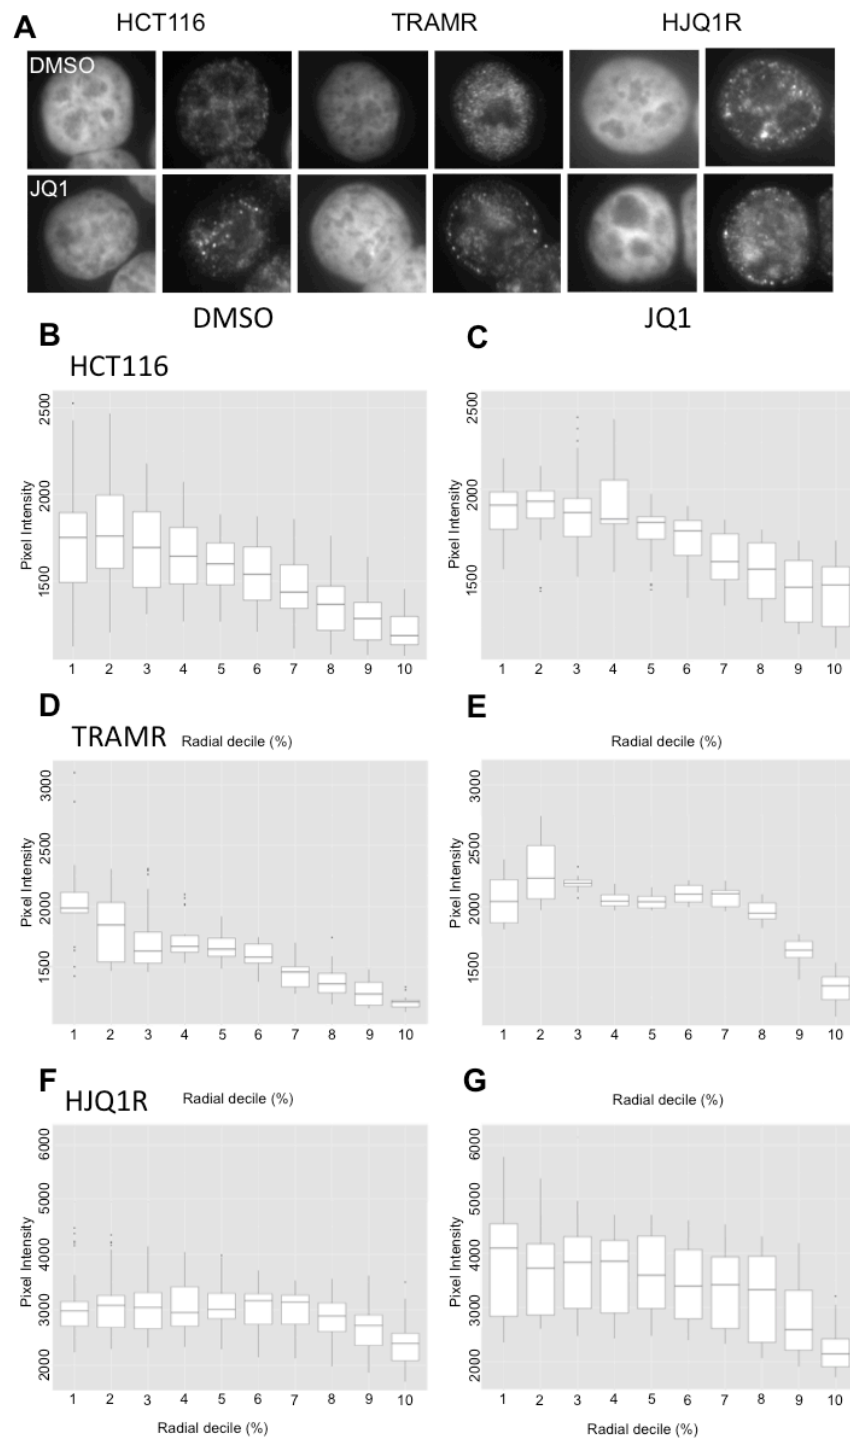 A HCT116 TRAMR HJQ1R
DMSO
JQ1
DMSO JQ1
B C
HCT116
2500
2000
1500
Pixel Intensity
1 2 3 4 5 6 7 8 9 10
2500
2000
1500
Pixel Intensity
1 2 3 4 5 6 7 8 9 10
D E
TRAMR Radial decile (%) Radial decile (%)
3000
2500
2000
1500
Pixel Intensity
1 2 3 4 5 6 7 8 9 10
3000
2500
2000
1500
Pixel Intensity
1 2 3 4 5 6 7 8 9 10
F G
HJQ1R Radial decile (%) Radial decile (%)
6000
5000
4000
3000
2000
Pixel Intensity
1 2 3 4 5 6 7 8 9 10
Radial decile (%)
6000
5000
4000
3000
2000
Pixel Intensity
1 2 3 4 5 6 7 8 9 10
Radial decile (%)